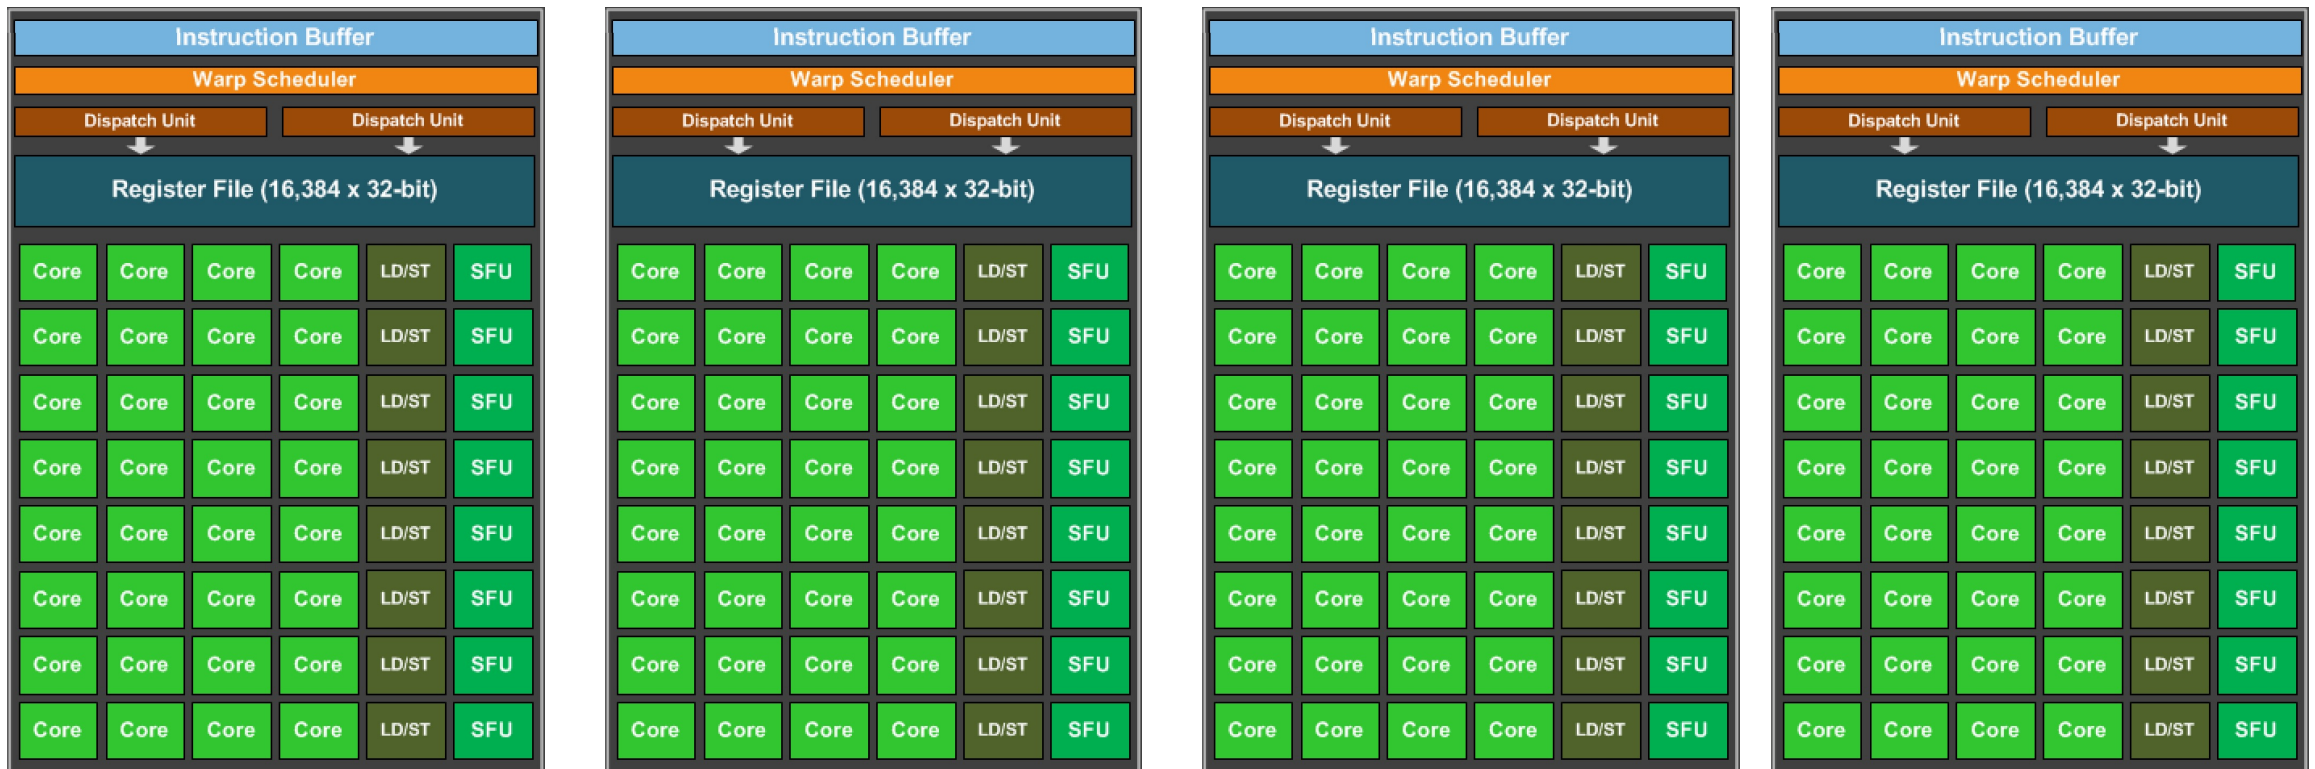 Instruction Buffer Instruction Buffer Instruction Buffer Instruction Buffer
Warp Scheduler Warp Scheduler Warp Scheduler Warp Scheduler
Dispatch Unit Dispatch Unit Dispatch Unit Dispatch Unit Dispatch Unit Dispatch Unit Dispatch Unit Dispatch Unit
Register File (16,384 x 32-bit) Register File (16,384 x 32-bit) Register File (16,384 x 32-bit) Register File (16,384 x 32-bit)
Core Core Core Core LD/ST SFU Core Core Core Core LD/ST SFU Core Core Core Core LD/ST SFU Core Core Core Core LD/ST SFU
Core Core Core Core LD/ST SFU Core Core Core Core LD/ST SFU Core Core Core Core LD/ST SFU Core Core Core Core LD/ST SFU
Core Core Core Core LD/ST SFU Core Core Core Core LD/ST SFU Core Core Core Core LD/ST SFU Core Core Core Core LD/ST SFU
Core Core Core Core LD/ST SFU Core Core Core Core LD/ST SFU Core Core Core Core LD/ST SFU Core Core Core Core LD/ST SFU
Core Core Core Core LD/ST SFU Core Core Core Core LD/ST SFU Core Core Core Core LD/ST SFU Core Core Core Core LD/ST SFU
Core Core Core Core LD/ST SFU Core Core Core Core LD/ST SFU Core Core Core Core LD/ST SFU Core Core Core Core LD/ST SFU
Core Core Core Core LD/ST SFU Core Core Core Core LD/ST SFU Core Core Core Core LD/ST SFU Core Core Core Core LD/ST SFU
Core Core Core Core LD/ST SFU Core Core Core Core LD/ST SFU Core Core Core Core LD/ST SFU Core Core Core Core LD/ST SFU